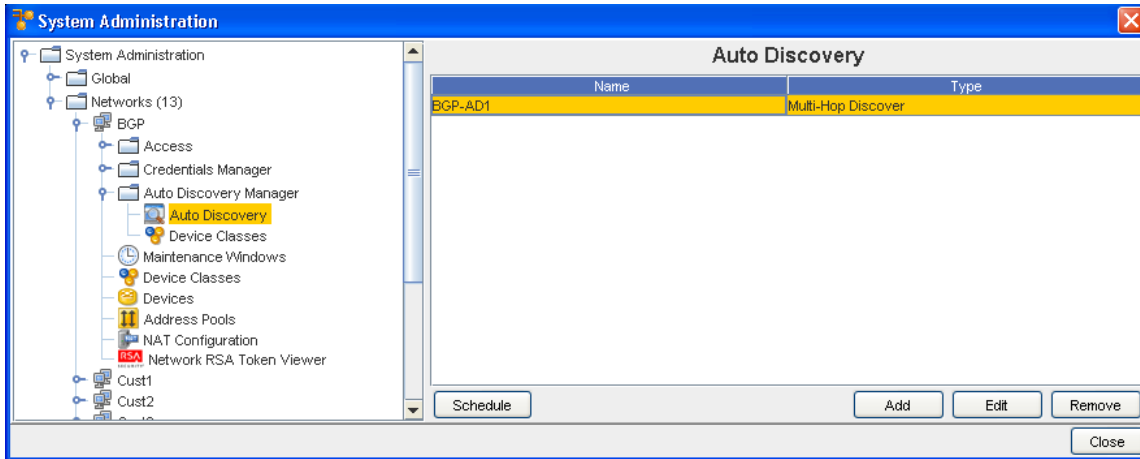 System Administration
System Administration
Global
Networks (13)
BGP
Access
Credentials Manager
Auto Discovery Manager
Auto Discovery
Device Classes
Maintenance Windows
Device Classes
Devices
Address Pools
NAT Configuration
RSA Network RSA Token Viewer
Cust1
Cust2
Auto Discovery
Name Type
BGP-AD1 Multi-Hop Discover
Schedule Add Edit Remove
Close